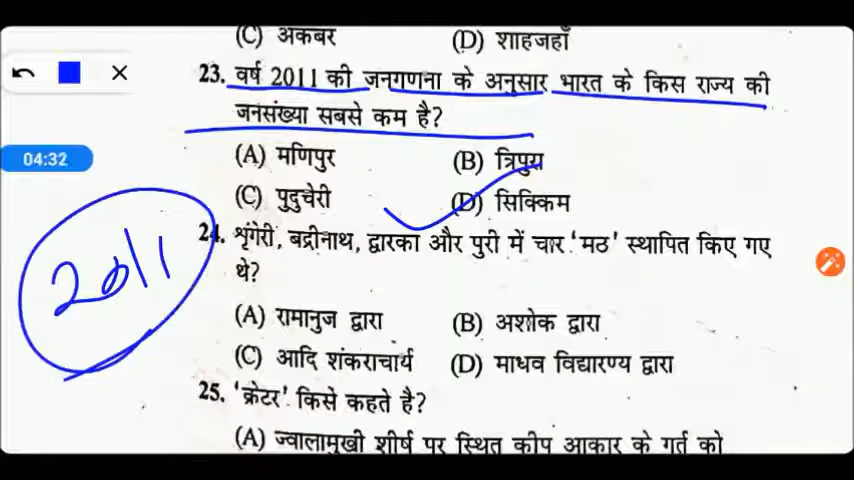 (C) अकबर (D) शाहजहाँ
23. वर्ष 2011 की जनगणना के अनुसार भारत के किस राज्य की
जनसंख्या सबसे कम है?
04:32
(A) मणिपुर (B) त्रिपुरा
(C) पुदुचेरी (D) सिक्किम
2011
24. शृंगेरी, बद्रीनाथ, द्वारका और पुरी में चार 'मठ' स्थापित किए गए
थे?
(A) रामानुज द्वारा (B) अशोक द्वारा
(C) आदि शंकराचार्य (D) माधव विद्यारण्य द्वारा
25. 'क्रेटर' किसे कहते है?
(A) ज्वालामुखी शीर्ष पर स्थित कीप आकार के गर्त को